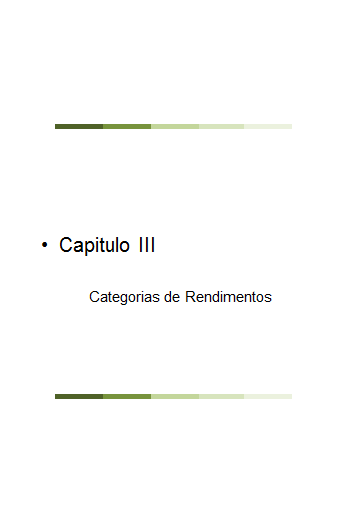 • Capitulo III
Categorias de Rendimentos